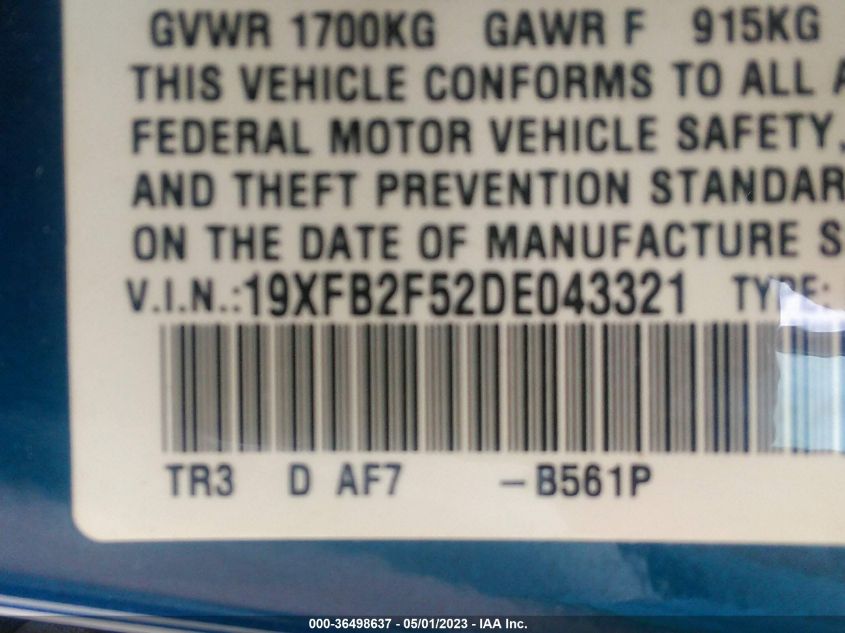 GVWR 1700KG GAWR F 915KG
THIS VEHICLE CONFORMS TO ALL
FEDERAL MOTOR VEHICLE SAFETY,
AND THEFT PREVENTION STANDAR
ON THE DATE OF MANUFACTURE S
V.I.N.:19XFB2F52DE043321 TYPE:
TR3 D AF7 -B561P
000-36498637 - 05/01/2023 - IAA Inc.